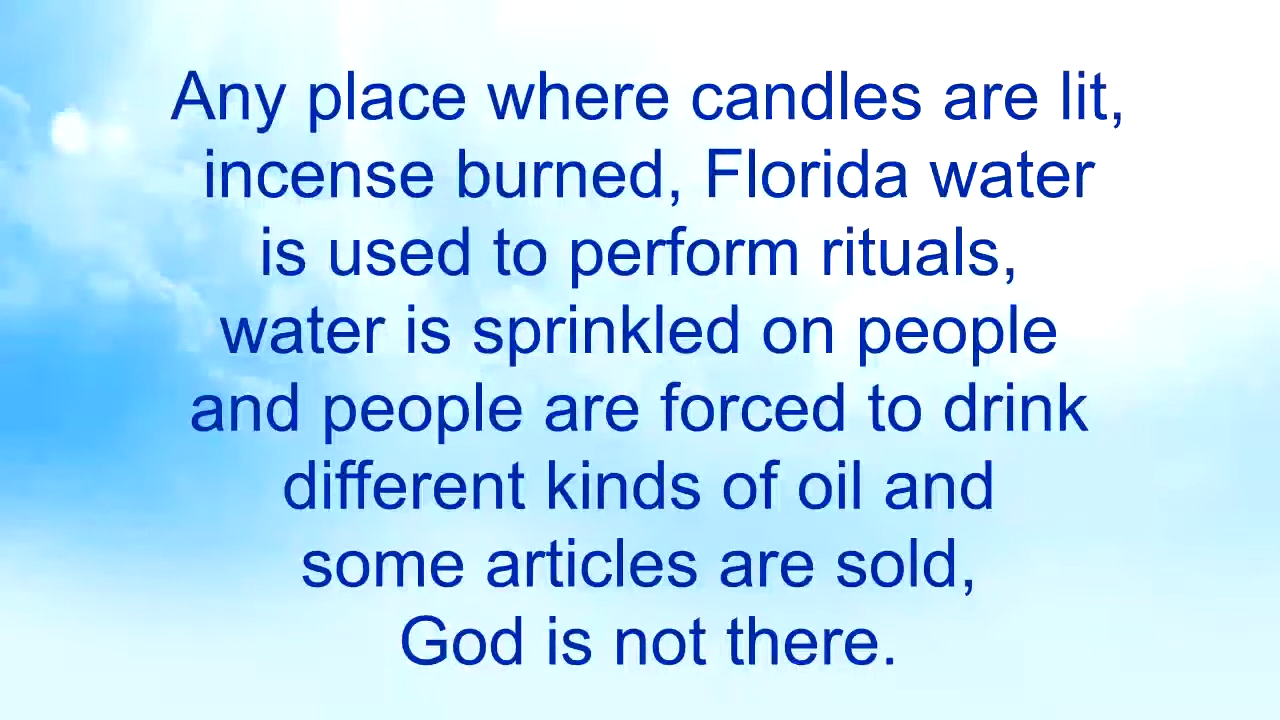 Any place where candles are lit,
incense burned, Florida water
is used to perform rituals,
water is sprinkled on people
and people are forced to drink
different kinds of oil and
some articles are sold,
God is not there.